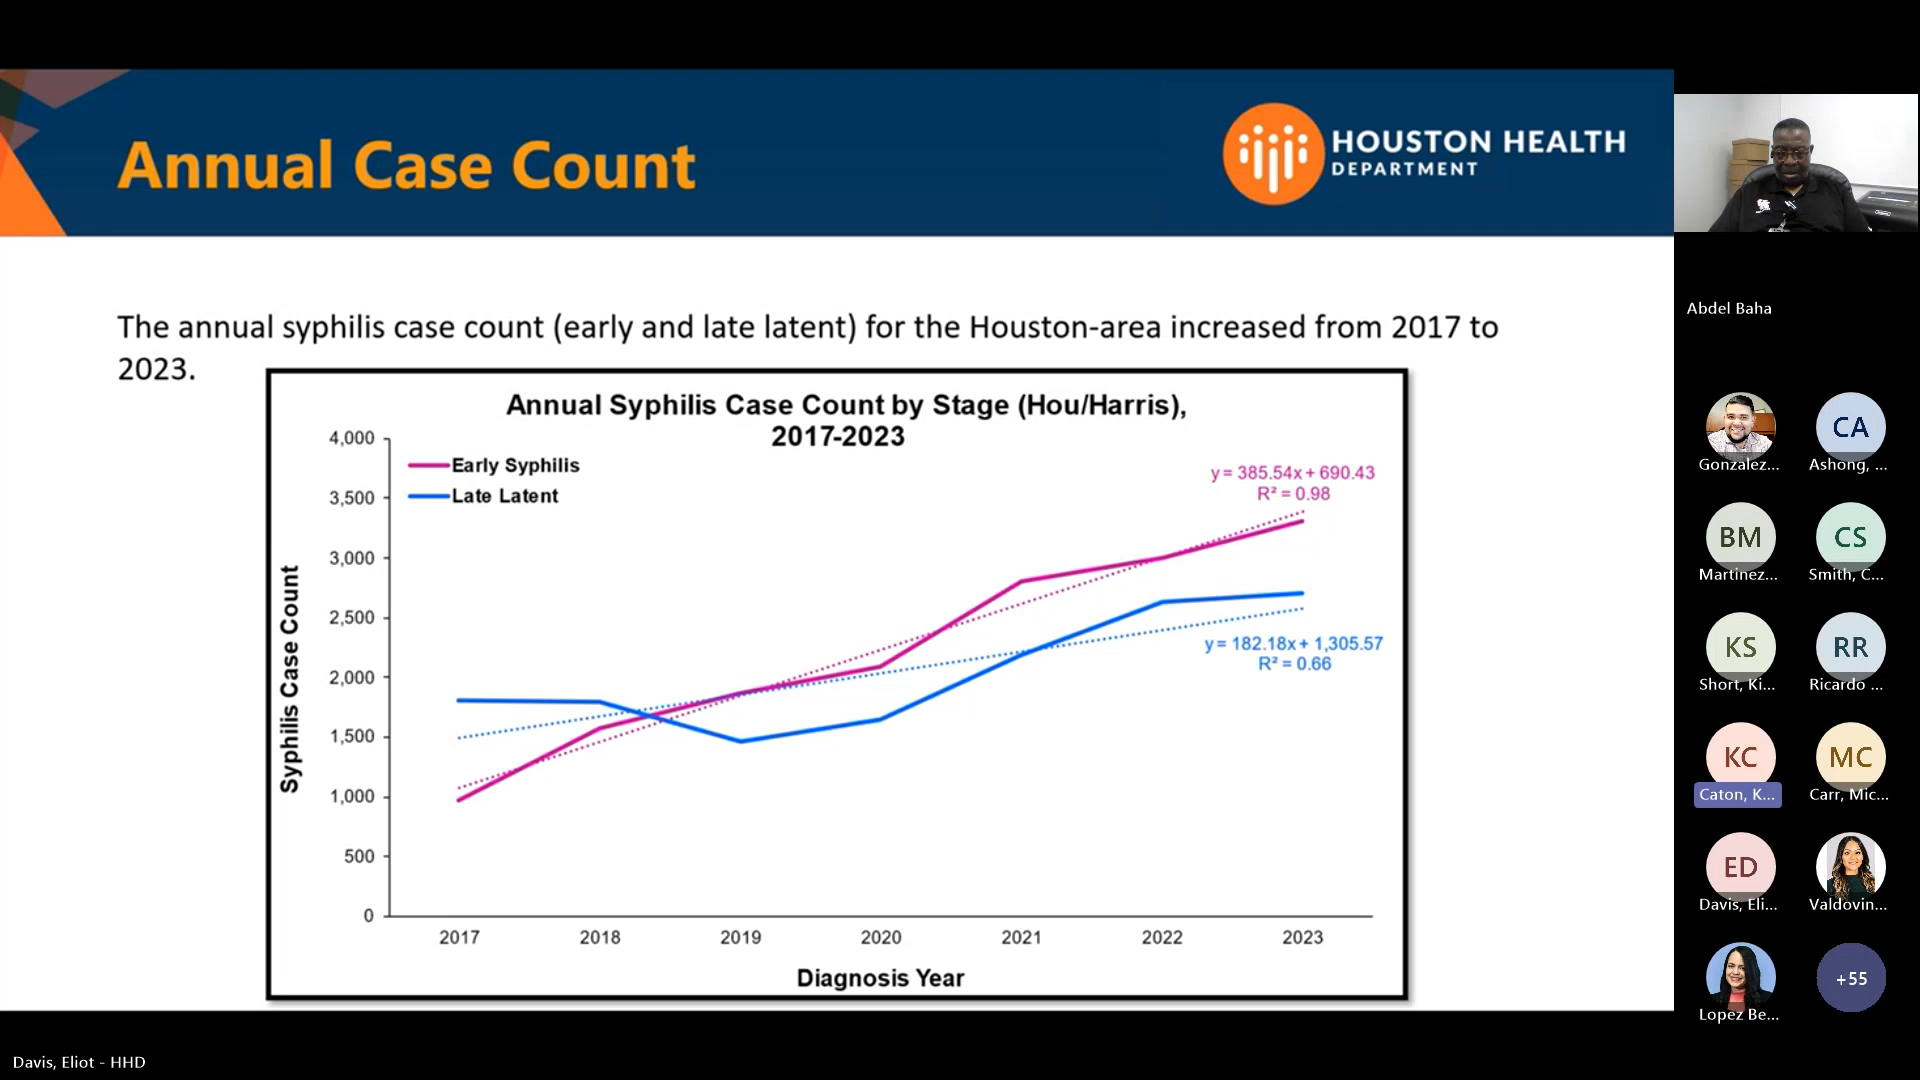 Annual Case Count
HOUSTON HEALTH
DEPARTMENT
The annual syphilis case count (early and late latent) for the Houston-area increased from 2017 to
2023.
Annual Syphilis Case Count by Stage (Hou/Harris),
2017-2023
Early Syphilis
Late Latent
y = 385.54x + 690.43
R² = 0.98
y = 182.18x + 1,305.57
R² = 0.66
Syphilis Case Count
4,000
3,500
3,000
2,500
2,000
1,500
1,000
500
0
2017 2018 2019 2020 2021 2022 2023
Diagnosis Year
Abdel Baha
Gonzalez...
CA
Ashong, ...
BM
Martinez...
CS
Smith, C...
KS
Short, Ki...
RR
Ricardo ...
KC
Caton, K...
MC
Carr, Mic...
ED
Davis, Eli...
Valdovin...
Lopez Be...
+55
Davis, Eliot - HHD